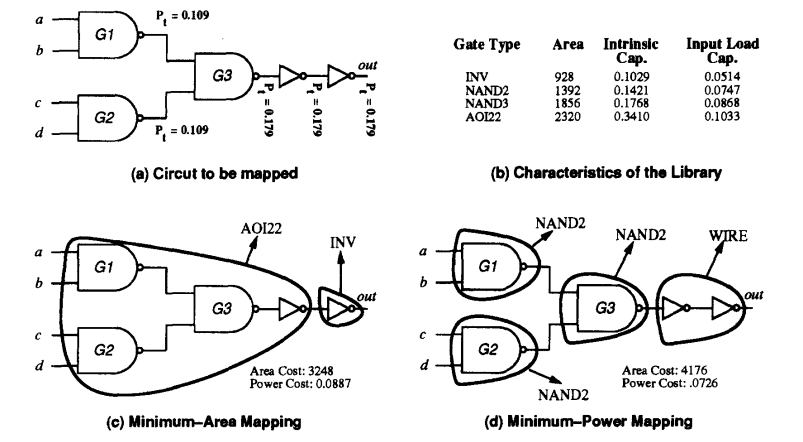 a
b
c
d
G1
G2
G3
P_t = 0.109
P_t = 0.109
P_t = 0.179
P_t = 0.179
P_t = 0.179
out
(a) Circut to be mapped
Gate Type Area Intrinsic Cap. Input Load Cap.
INV 928 0.1029 0.0514
NAND2 1392 0.1421 0.0747
NAND3 1856 0.1768 0.0868
AOI22 2320 0.3410 0.1033
(b) Characteristics of the Library
AOI22
INV
a
b
c
d
G1
G2
G3
out
Area Cost: 3248
Power Cost: 0.0887
(c) Minimum–Area Mapping
NAND2
NAND2
WIRE
a
b
c
d
G1
G2
G3
out
NAND2
Area Cost: 4176
Power Cost: .0726
(d) Minimum–Power Mapping